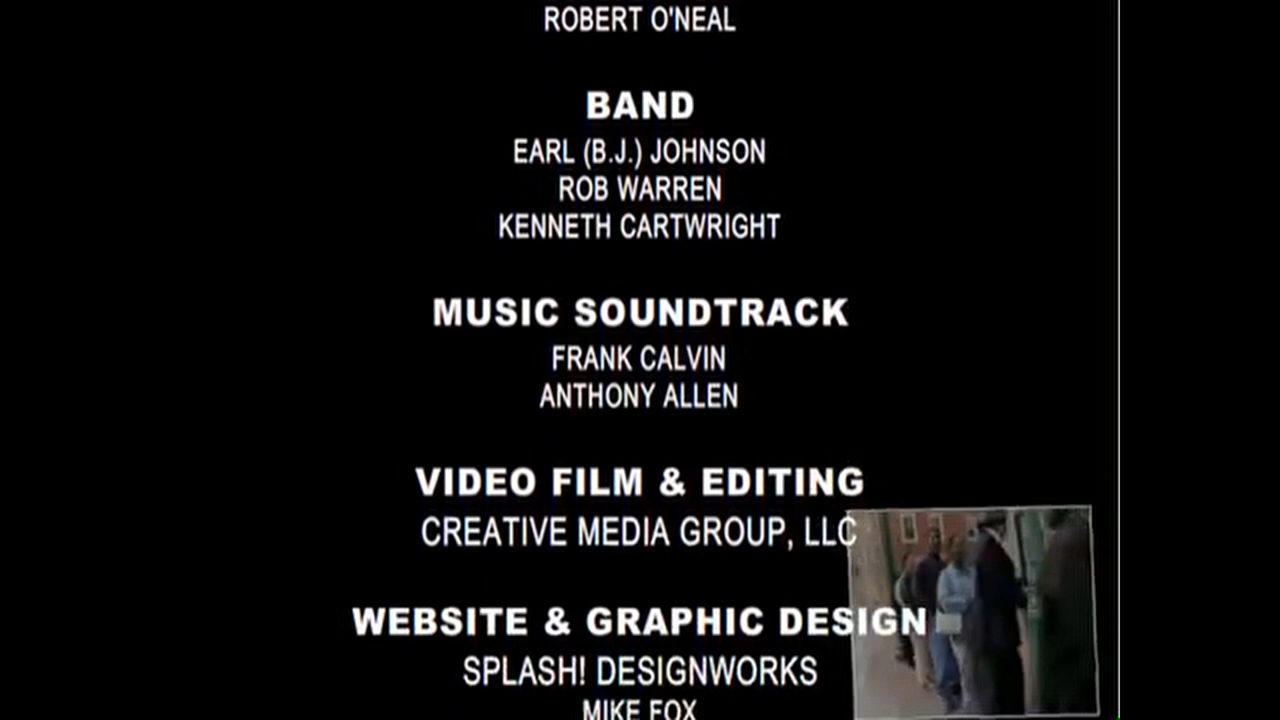 ROBERT O'NEAL
BAND
EARL (B.J.) JOHNSON
ROB WARREN
KENNETH CARTWRIGHT
MUSIC SOUNDTRACK
FRANK CALVIN
ANTHONY ALLEN
VIDEO FILM & EDITING
CREATIVE MEDIA GROUP, LLC
WEBSITE & GRAPHIC DESIGN
SPLASH! DESIGNWORKS
MIKE FOX